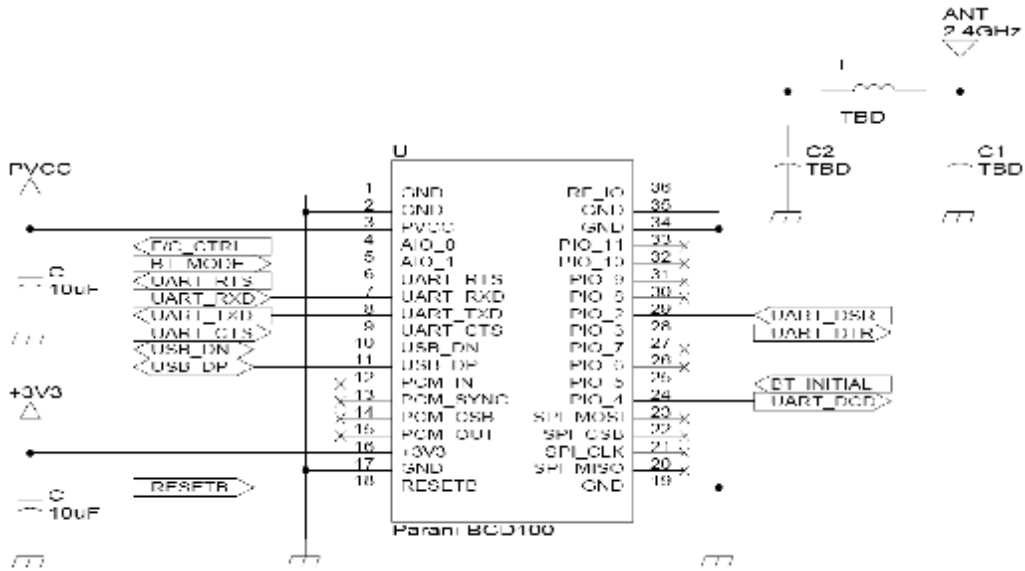 ANT
2.4GHz
TBD
C2
TBD
C1
TBD
U
PVCC
C
10uF
+3V3
C
10uF
F/C_CTRL
BT_MODE
UART_RTS
UART_RXD
UART_TXD
UART_CTS
USB_DN
USB_DP
RESETB
1 GND
2 GND
3 PVCC
4 AIO_0
5 AIO_1
6 UART_RTS
7 UART_RXD
8 UART_TXD
9 UART_CTS
10 USB_DN
11 USB_DP
12 PCM_IN
13 PCM_SYNC
14 PCM_CSB
15 PCM_OUT
16 +3V3
17 GND
18 RESETB
RF_IO 36
GND 35
GND 34
PIO_11 33
PIO_10 32
PIO_9 31
PIO_8 30
PIO_2 29
PIO_3 28
PIO_7 27
PIO_6 26
PIO_5 25
PIO_4 24
SPI_MOSI 23
SPI_CSB 22
SPI_CLK 21
SPI_MISO 20
GND 19
UART_DSR
UART_DTR
BT_INITIAL
UART_DCD
Parani BCD100